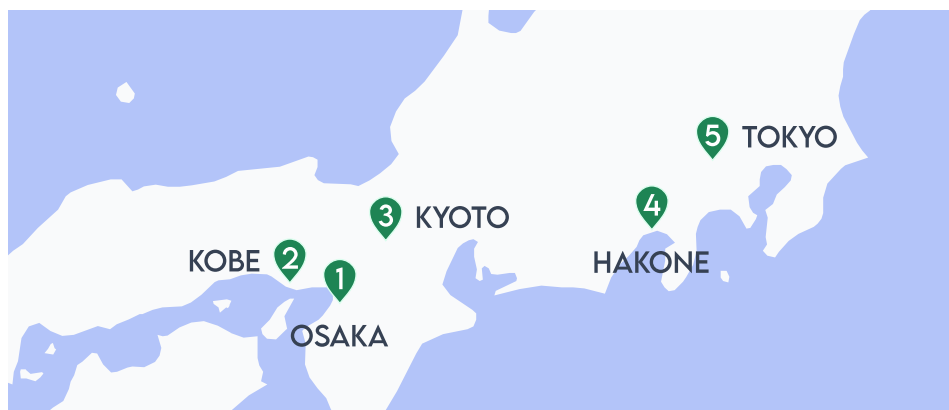 5 TOKYO
4
3 KYOTO
HAKONE
KOBE 2
1
OSAKA